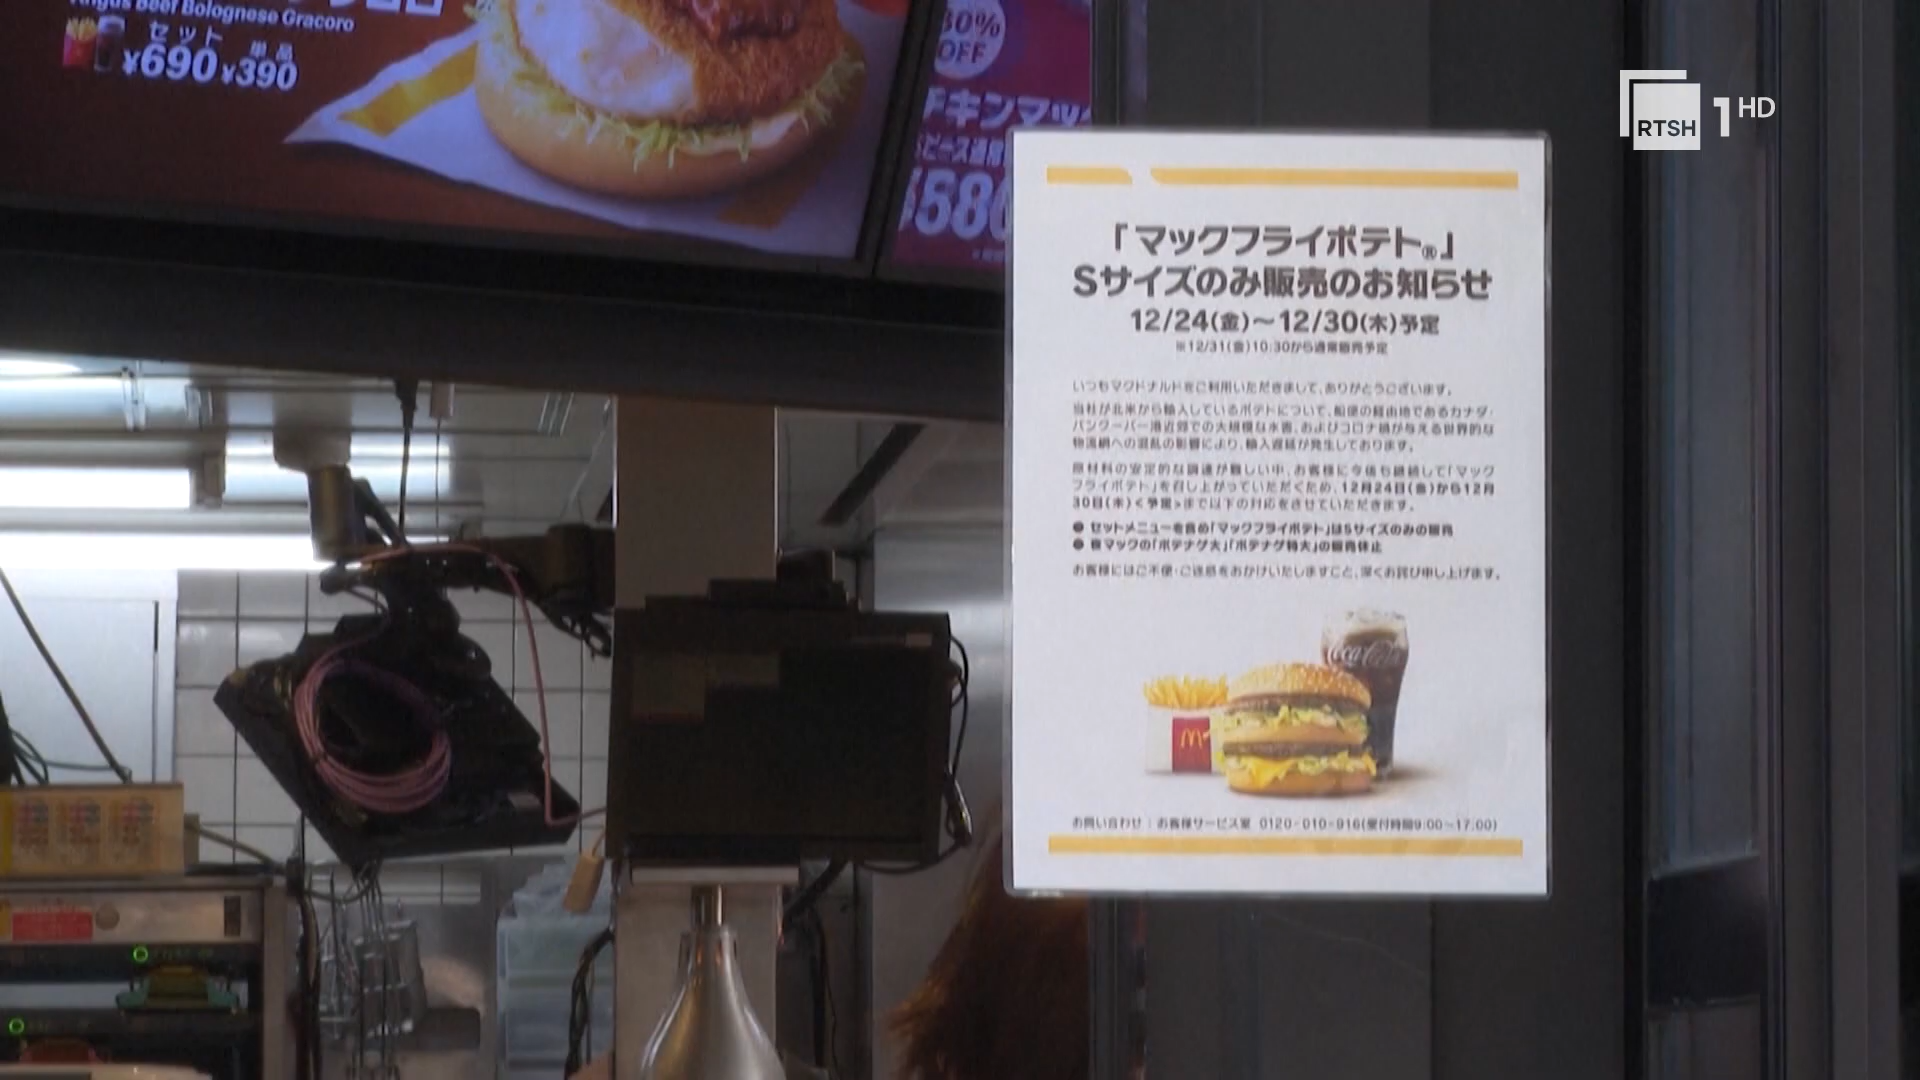 Angus Beef Bolognese Gracoro
セット 単品
¥690 ¥390
30%
OFF
チキンマック
580
RTSH 1 HD
「マックフライポテト®」
Sサイズのみ販売のお知らせ
12/24(金)～12/30(木)予定
※12/31(金)10:30から通常販売予定
いつもマクドナルドをご利用いただきまして、ありがとうございます。
当社が北米から輸入しているポテトについて、船便の経由地であるカナダ・
バンクーバー港近郊での大規模な水害、およびコロナ禍が与える世界的な
物流網への混乱の影響により、輸入遅延が発生しております。
原材料の安定的な調達が難しい中、お客様に今後も継続して「マック
フライポテト」を召し上がっていただくため、12月24日(金)から12月
30日(木)<予定>まで以下の対応をさせていただきます。
● セットメニューを含め「マックフライポテト」はSサイズのみの販売
● 夜マックの「ポテナゲ大」「ポテナゲ特大」の販売休止
お客様にはご不便・ご迷惑をおかけいたしますこと、深くお詫び申し上げます。
Coca-Cola
お問い合わせ：お客様サービス室 0120-010-916(受付時間9:00～17:00)